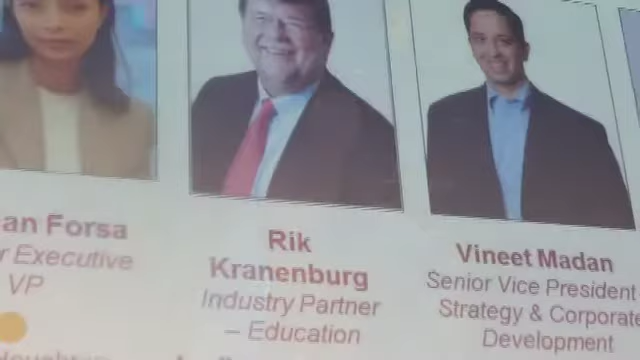 an Forsa
r Executive
VP
Rik
Kranenburg
Industry Partner
– Education
Vineet Madan
Senior Vice President
Strategy & Corporate
Development